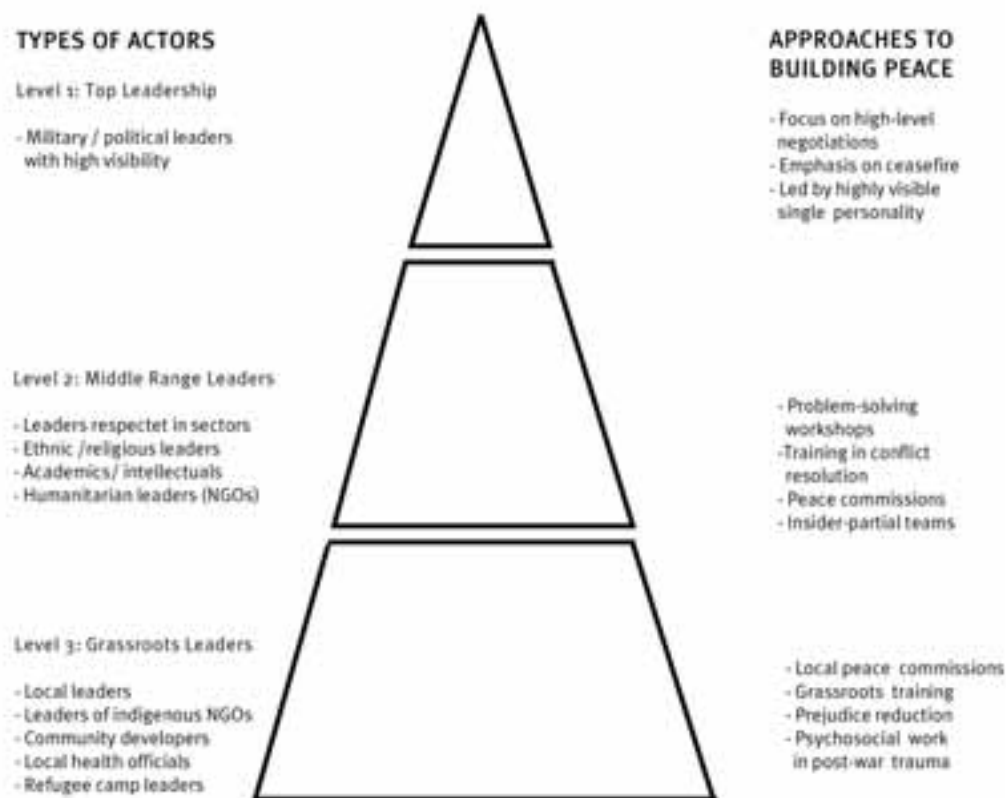 TYPES OF ACTORS
Level 1: Top Leadership
- Military / political leaders
with high visibility
APPROACHES TO
BUILDING PEACE
- Focus on high-level
negotiations
- Emphasis on ceasefire
- Led by highly visible
single personality
Level 2: Middle Range Leaders
- Leaders respectet in sectors
- Ethnic /religious leaders
- Academics/ intellectuals
- Humanitarian leaders (NGOs)
- Problem-solving
workshops
-Training in conflict
resolution
- Peace commissions
- Insider-partial teams
Level 3: Grassroots Leaders
- Local leaders
- Leaders of indigenous NGOs
- Community developers
- Local health officials
- Refugee camp leaders
- Local peace commissions
- Grassroots training
- Prejudice reduction
- Psychosocial work
in post-war trauma